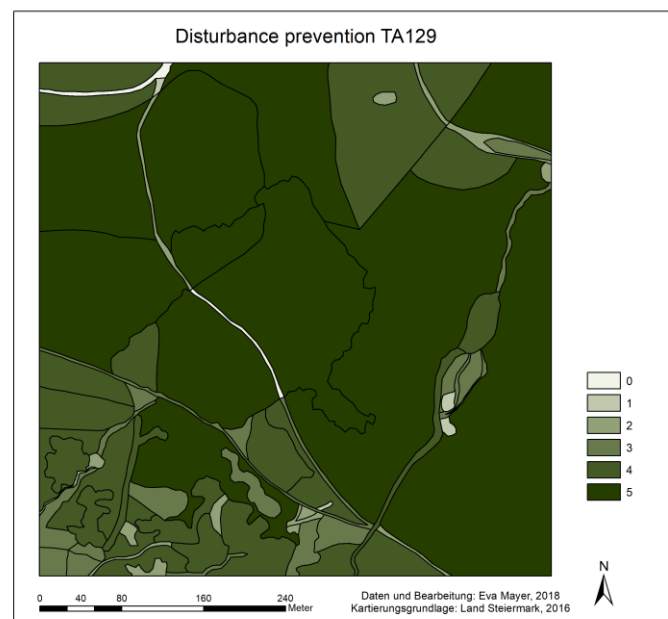 Disturbance prevention TA129
0
1
2
3
4
5
N
0 40 80 160 240
Meter
Daten und Bearbeitung: Eva Mayer, 2018
Kartierungsgrundlage: Land Steiermark, 2016